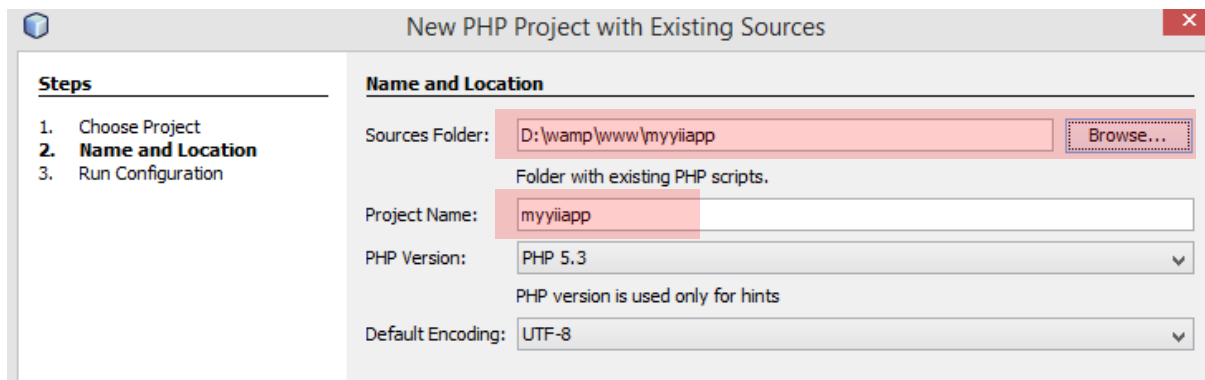 New PHP Project with Existing Sources
Steps
1. Choose Project
2. Name and Location
3. Run Configuration
Name and Location
Sources Folder: D:\wamp\www\myyiiapp Browse...
Folder with existing PHP scripts.
Project Name: myyiiapp
PHP Version: PHP 5.3
PHP version is used only for hints
Default Encoding: UTF-8